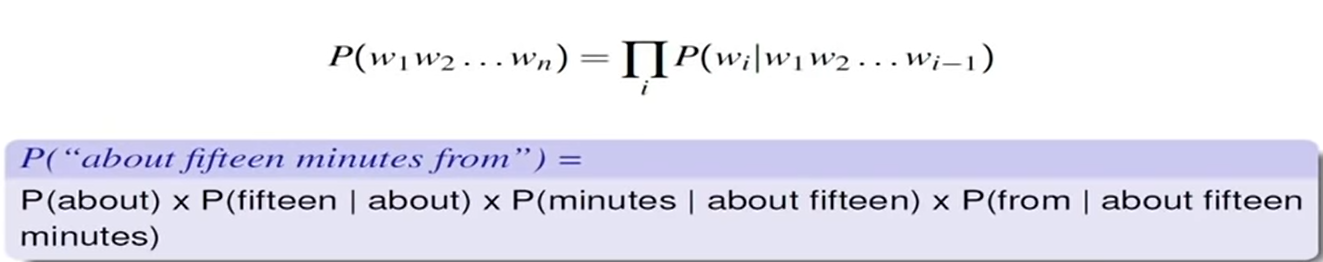 P(w₁w₂…wₙ) = ∏ᵢ P(wᵢ|w₁w₂…wᵢ₋₁)
P(“about fifteen minutes from”) =
P(about) x P(fifteen | about) x P(minutes | about fifteen) x P(from | about fifteen
minutes)